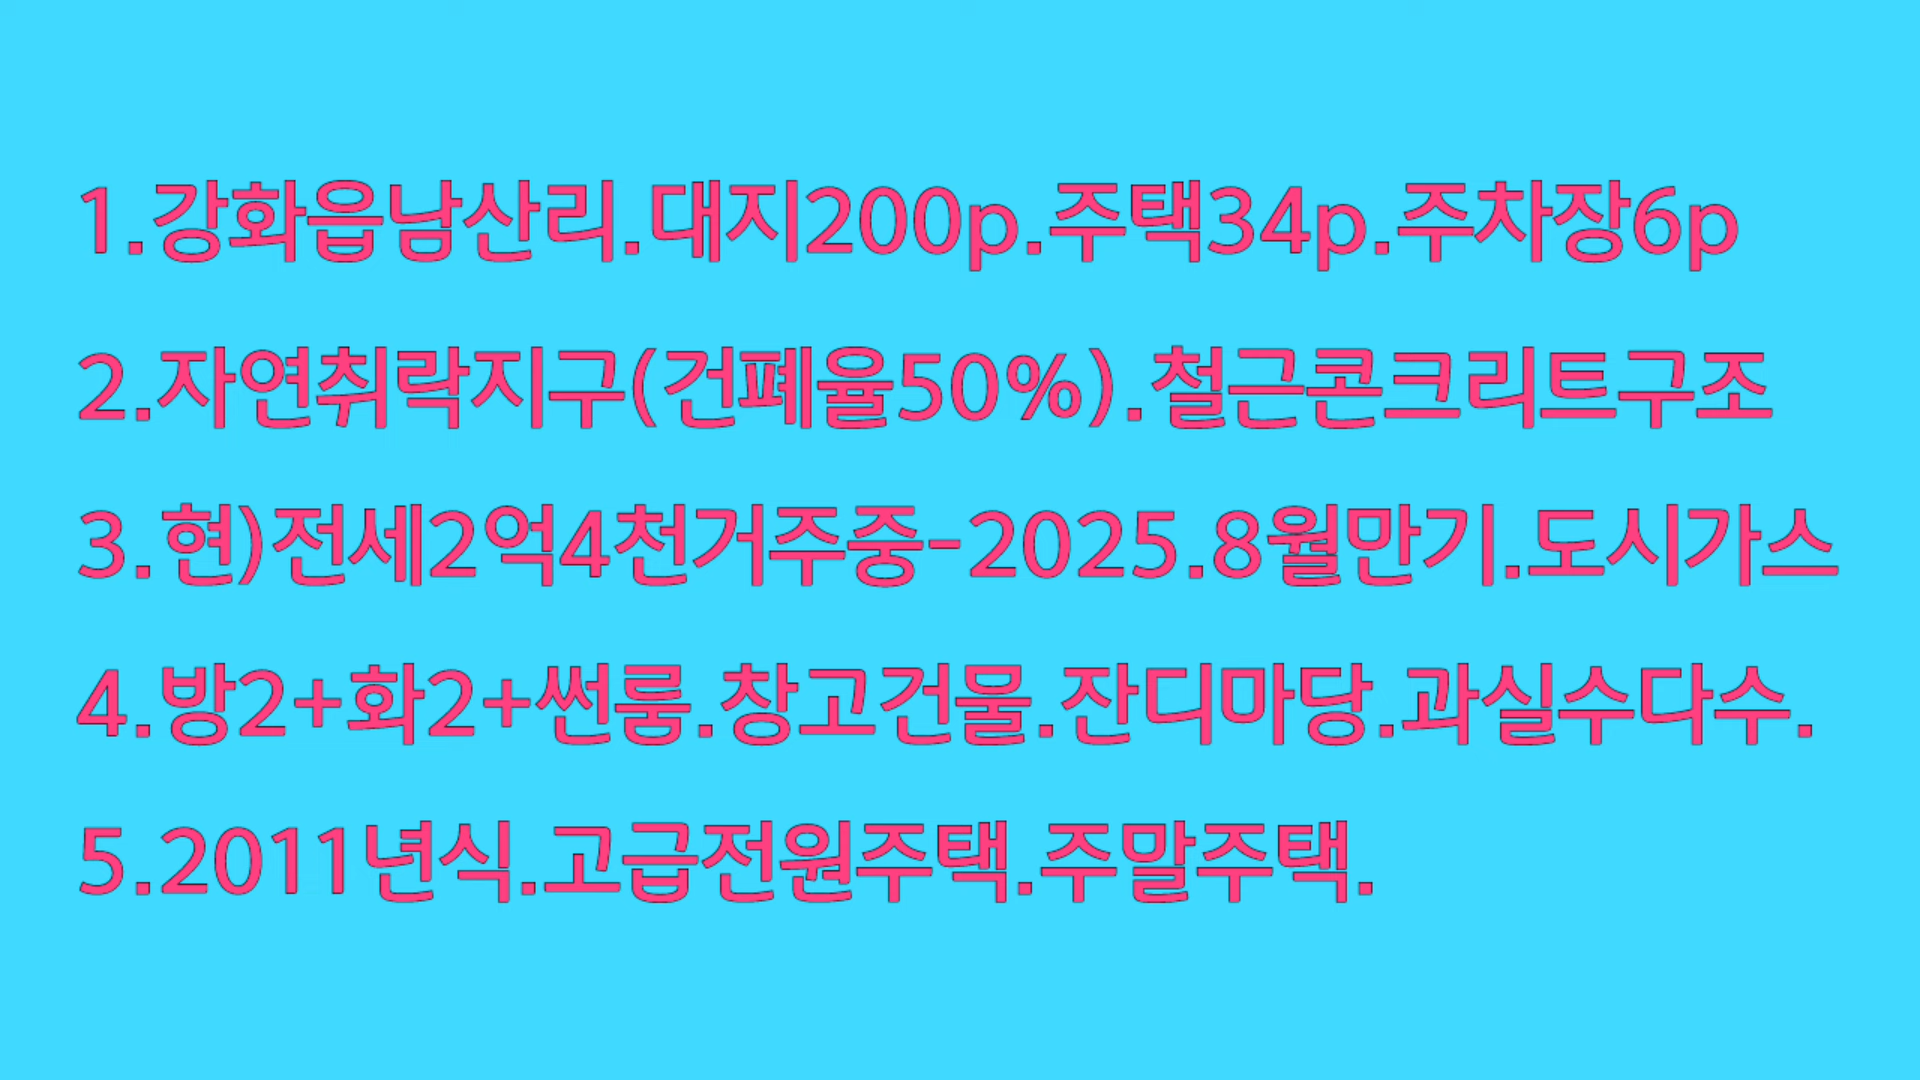 1.강화읍남산리.대지200p.주택34p.주차장6p
2.자연취락지구(건폐율50%).철근콘크리트구조
3.현)전세2억4천거주중-2025.8월만기.도시가스
4.방2+화2+썬룸.창고건물.잔디마당.과실수다수.
5.2011년식.고급전원주택.주말주택.